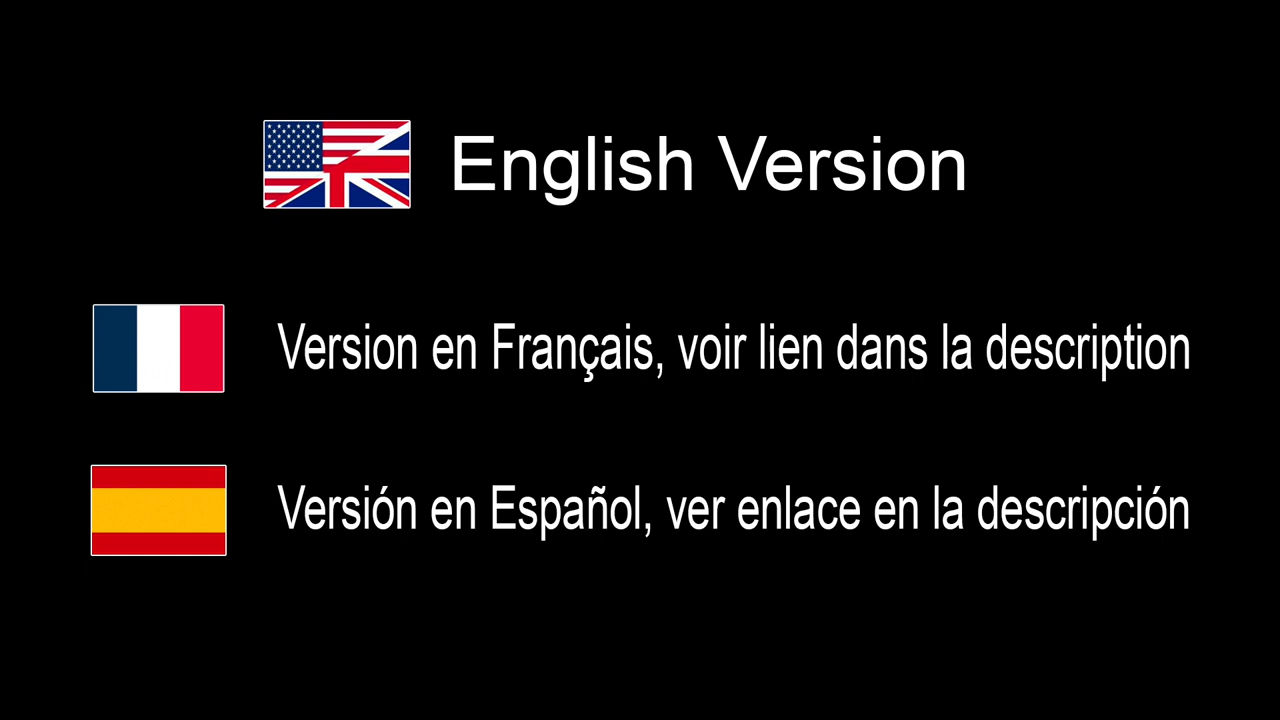 English Version
Version en Français, voir lien dans la description
Versión en Español, ver enlace en la descripción